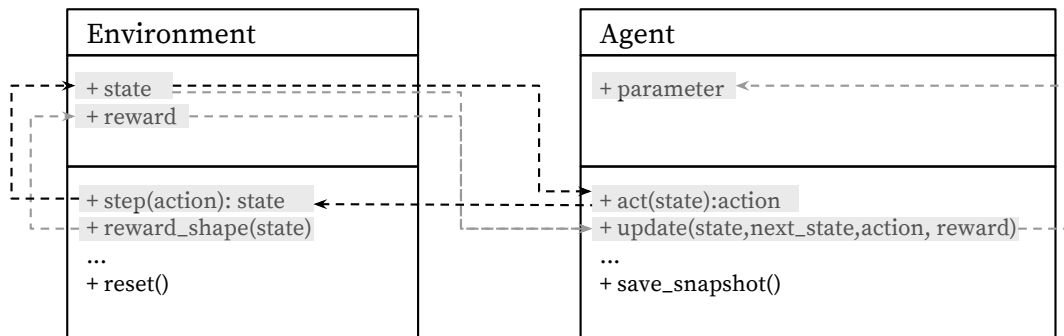 Environment
+ state
+ reward
+ step(action): state
+ reward_shape(state)
...
+ reset()
Agent
+ parameter
+ act(state):action
+ update(state,next_state,action, reward)
...
+ save_snapshot()